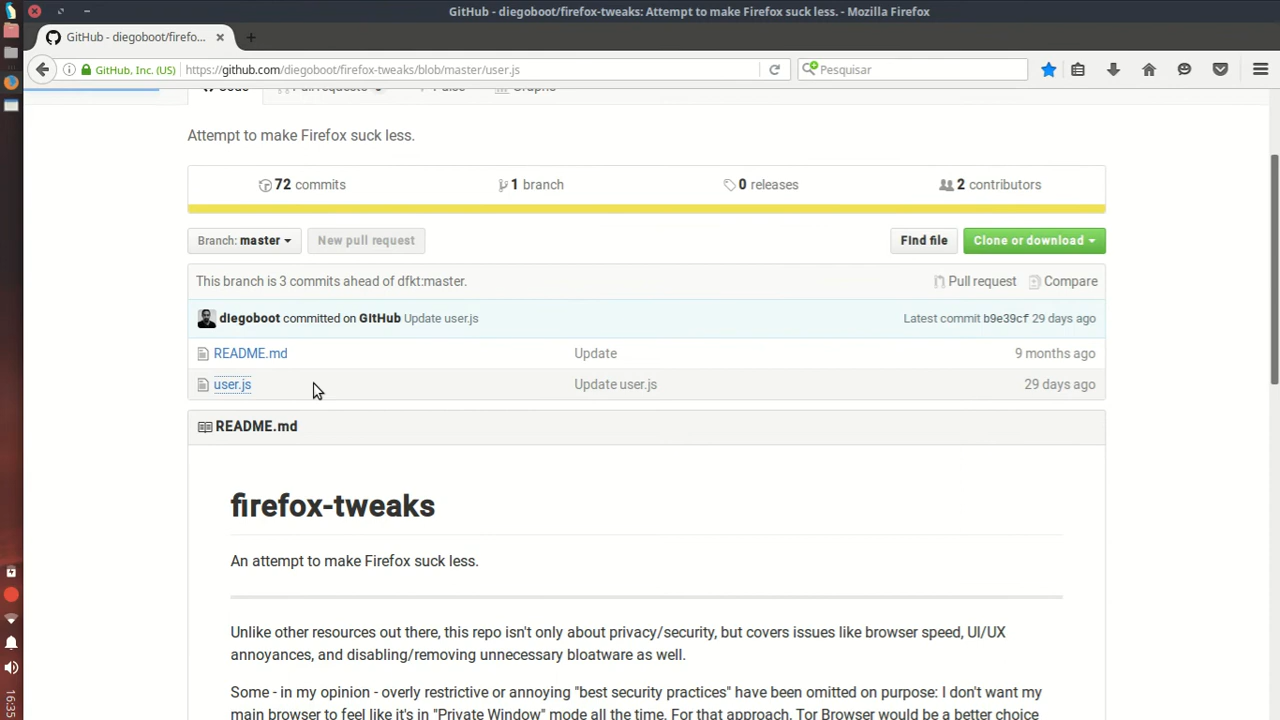 GitHub - diegoboot/firefox-tweaks: Attempt to make Firefox suck less. - Mozilla Firefox
GitHub - diegoboot/firefo...
GitHub, Inc. (US)
https://github.com/diegoboot/firefox-tweaks/blob/master/user.js
Pesquisar
Code
Pull requests
Pulse
Graphs
Attempt to make Firefox suck less.
72 commits
1 branch
0 releases
2 contributors
Branch: master
New pull request
Find file
Clone or download
This branch is 3 commits ahead of dfkt:master.
Pull request
Compare
diegoboot committed on GitHub Update user.js
Latest commit b9e39cf 29 days ago
README.md
Update
9 months ago
user.js
Update user.js
29 days ago
README.md
firefox-tweaks
An attempt to make Firefox suck less.
Unlike other resources out there, this repo isn't only about privacy/security, but covers issues like browser speed, UI/UX
annoyances, and disabling/removing unnecessary bloatware as well.
Some - in my opinion - overly restrictive or annoying "best security practices" have been omitted on purpose: I don't want my
main browser to feel like it's in "Private Window" mode all the time. For that approach, Tor Browser would be a better choice
16:35